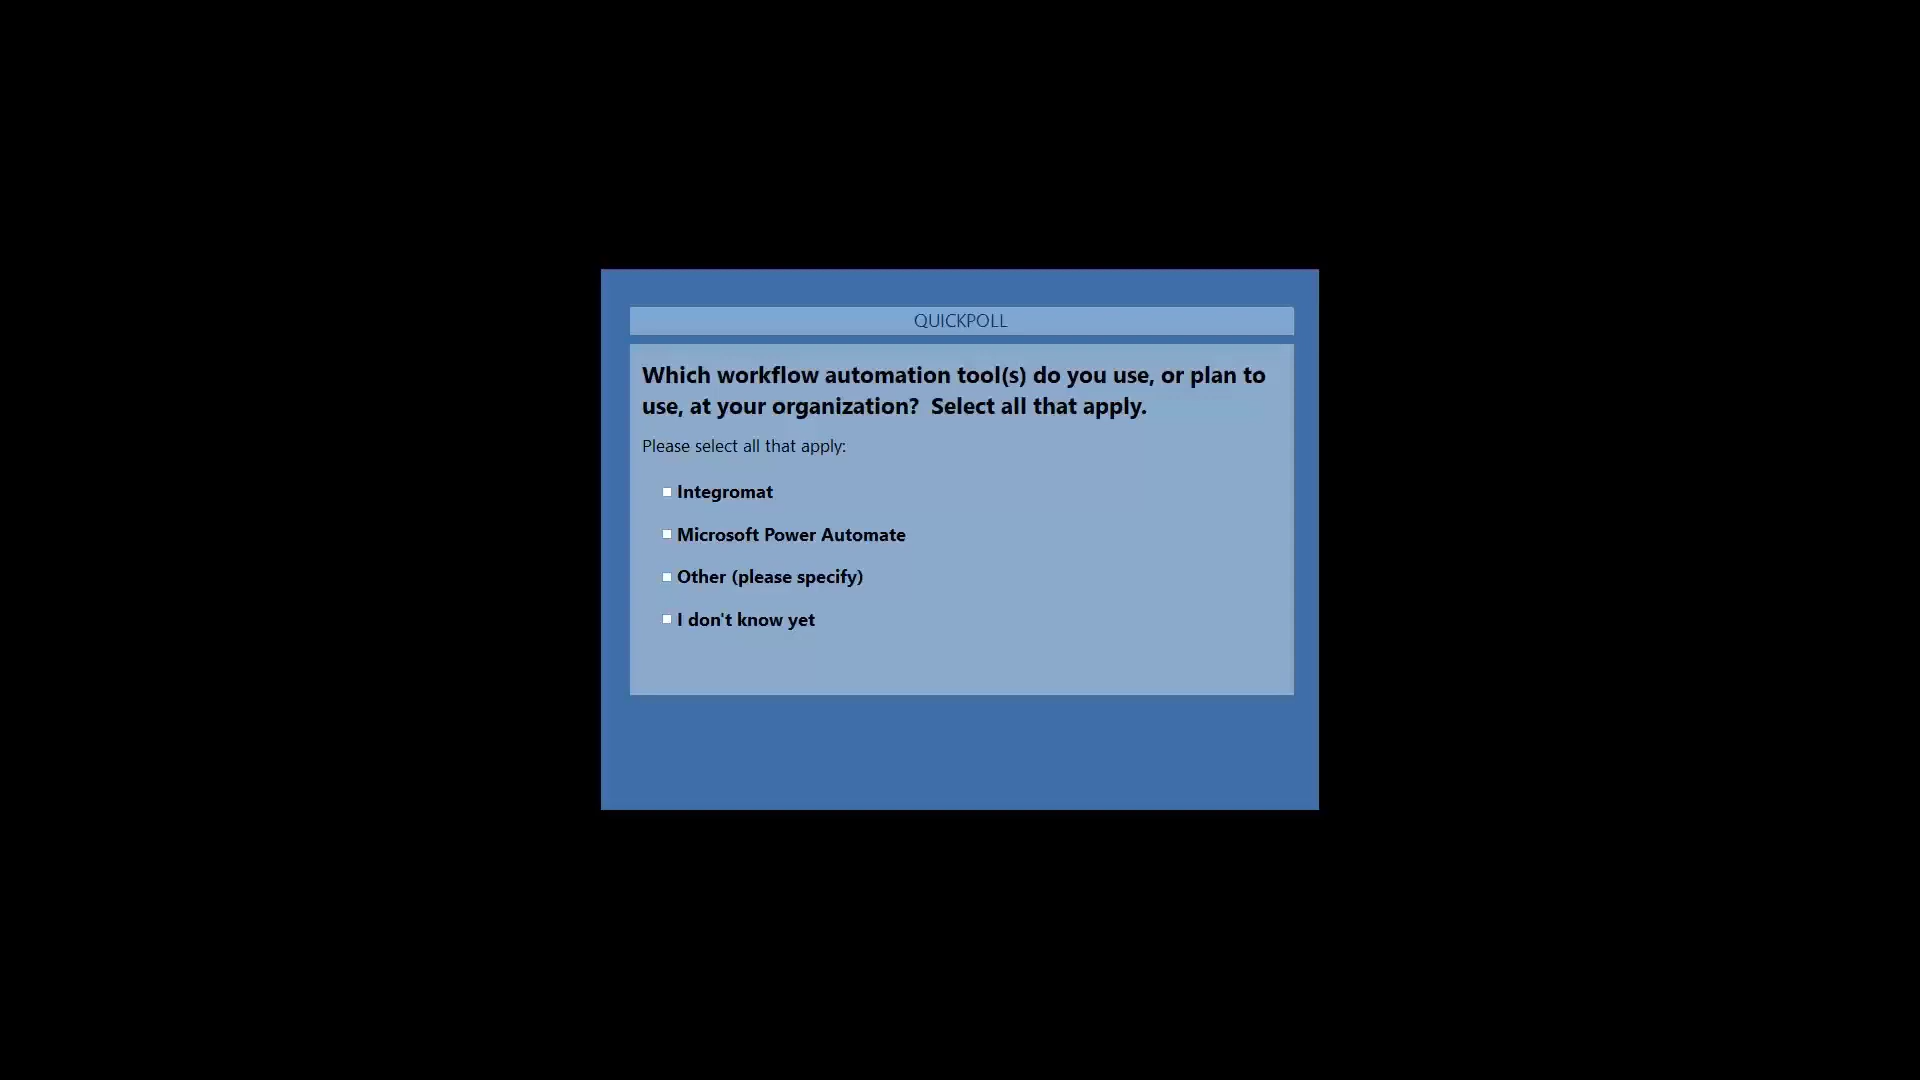 QUICKPOLL
Which workflow automation tool(s) do you use, or plan to
use, at your organization?  Select all that apply.
Please select all that apply:
Integromat
Microsoft Power Automate
Other (please specify)
I don't know yet